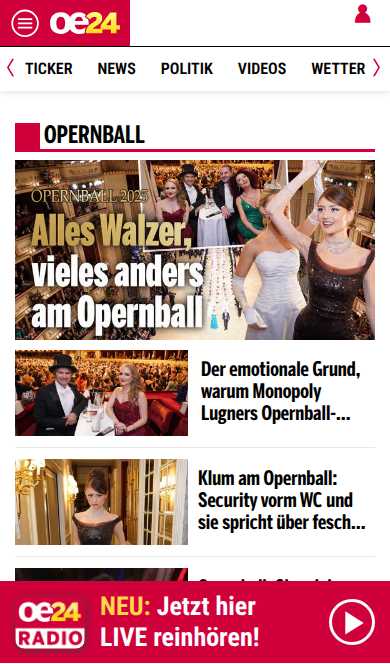 oe24
TICKER NEWS POLITIK VIDEOS WETTER
OPERNBALL
OPERNBALL 2025
Alles Walzer,
vieles anders
am Opernball
Der emotionale Grund,
warum Monopoly
Lugners Opernball-...
Klum am Opernball:
Security vorm WC und
sie spricht über fesch...
oe24
RADIO
NEU: Jetzt hier
LIVE reinhören!